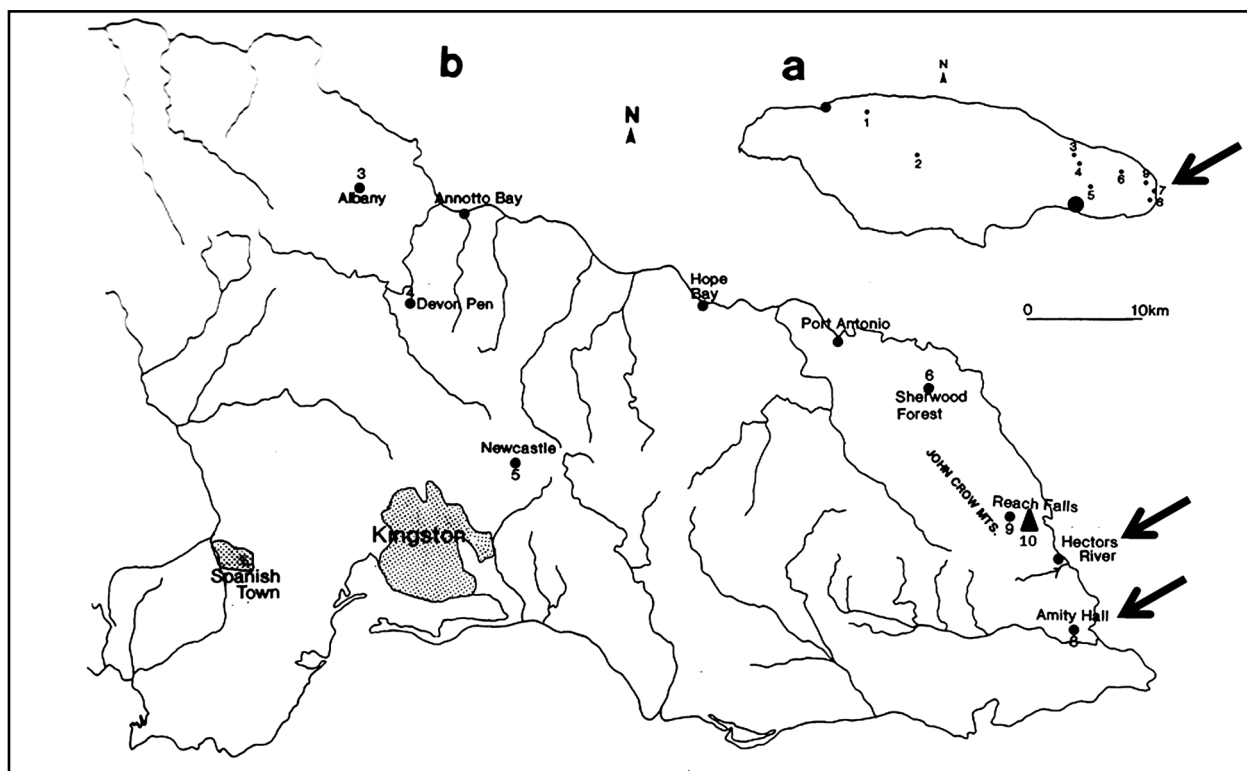 b
a
N
N
1
2
3
4
5
6
9
7
8
3
Albany
Annotto Bay
4
Devon Pen
Hope
Bay
0 10km
Port Antonio
6
Sherwood
Forest
Newcastle
5
JOHN CROW MTS.
Reach Falls
9
10
Kingston
Hectors
River
7
Spanish
Town
Amity Hall
8